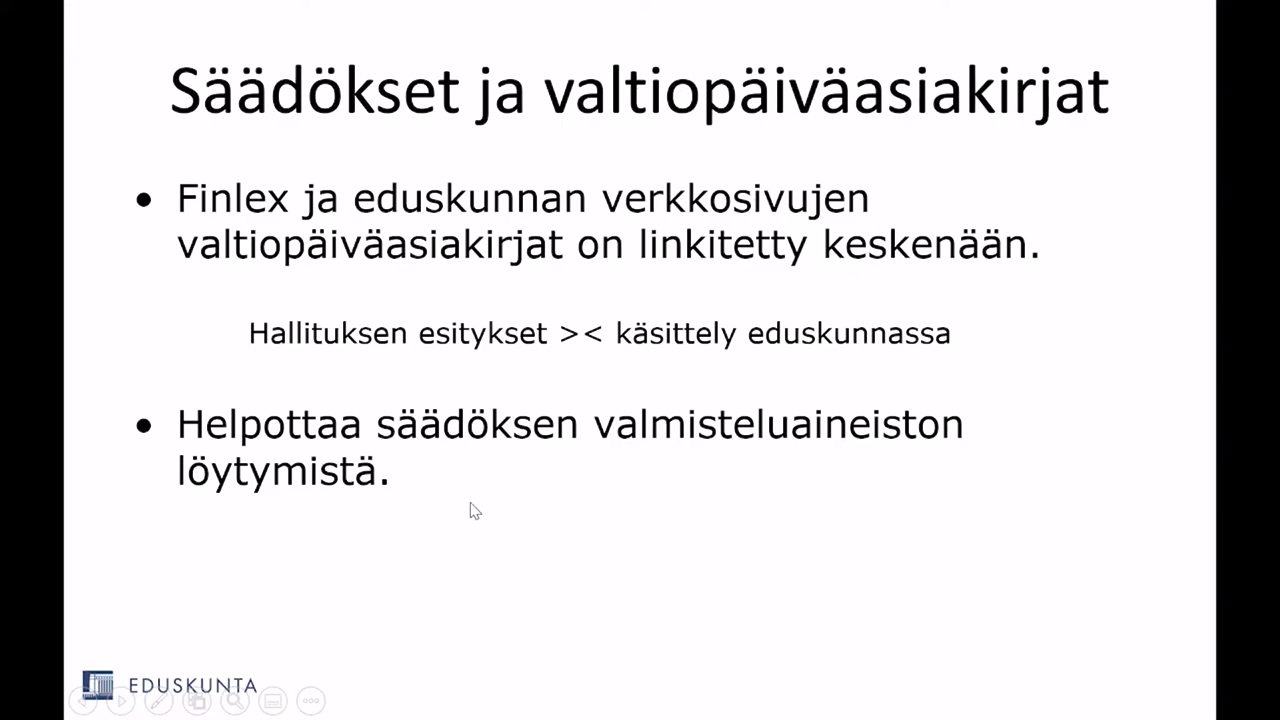 Säädökset ja valtiopäiväasiakirjat
• Finlex ja eduskunnan verkkosivujen
valtiopäiväasiakirjat on linkitetty keskenään.
Hallituksen esitykset >< käsittely eduskunnassa
• Helpottaa säädöksen valmisteluaineiston
löytymistä.
EDUSKUNTA